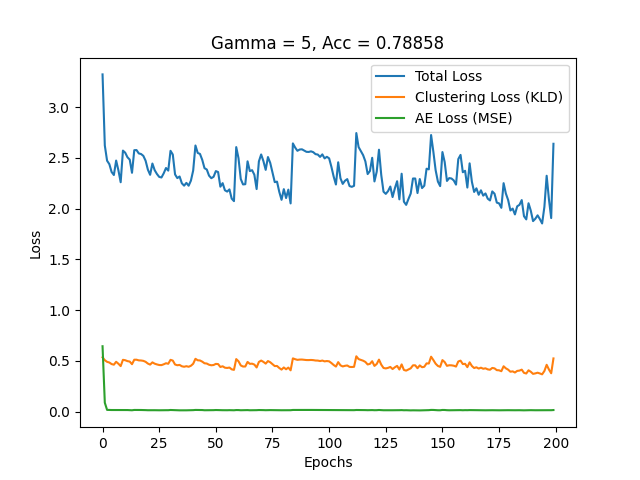 Gamma = 5, Acc = 0.78858
Total Loss
Clustering Loss (KLD)
AE Loss (MSE)
3.0
2.5
2.0
1.5
1.0
0.5
0.0
Loss
0 25 50 75 100 125 150 175 200
Epochs